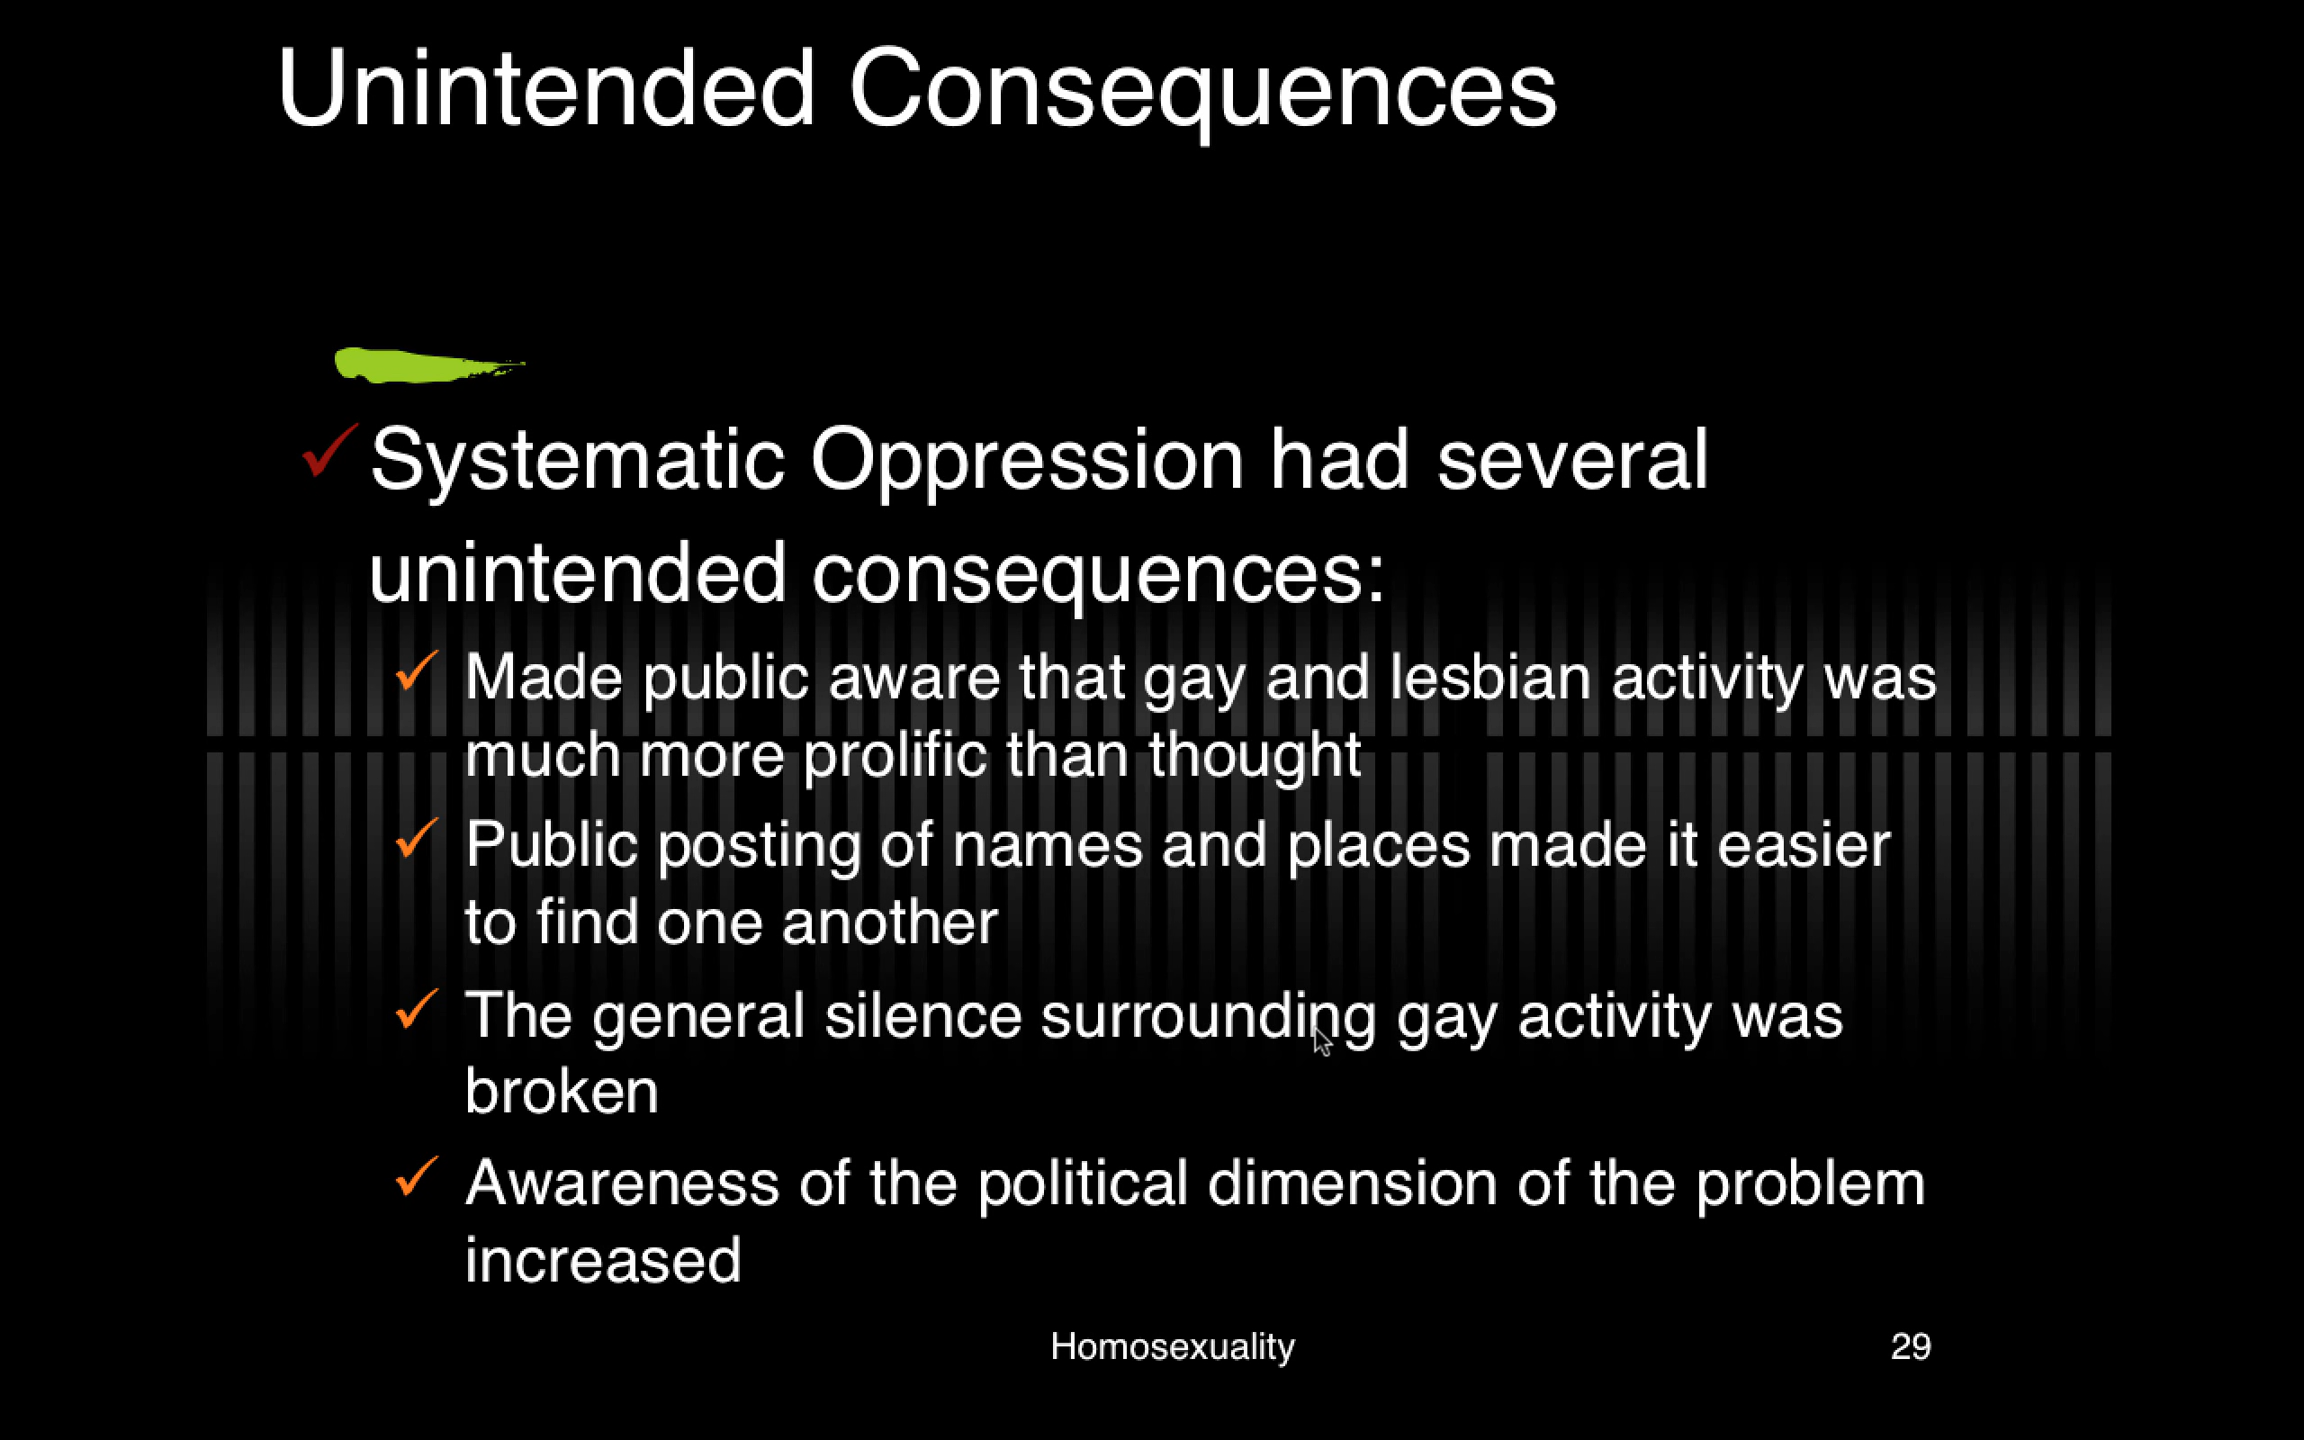 Unintended Consequences
Systematic Oppression had several
unintended consequences:
Made public aware that gay and lesbian activity was
much more prolific than thought
Public posting of names and places made it easier
to find one another
The general silence surrounding gay activity was
broken
Awareness of the political dimension of the problem
increased
Homosexuality
29